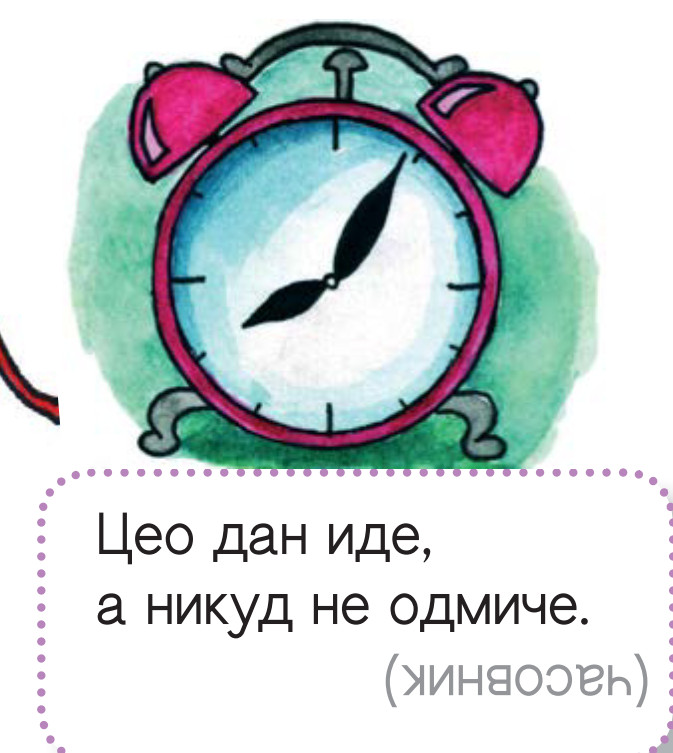 Цео дан иде,
а никуд не одмиче.
(часовник)